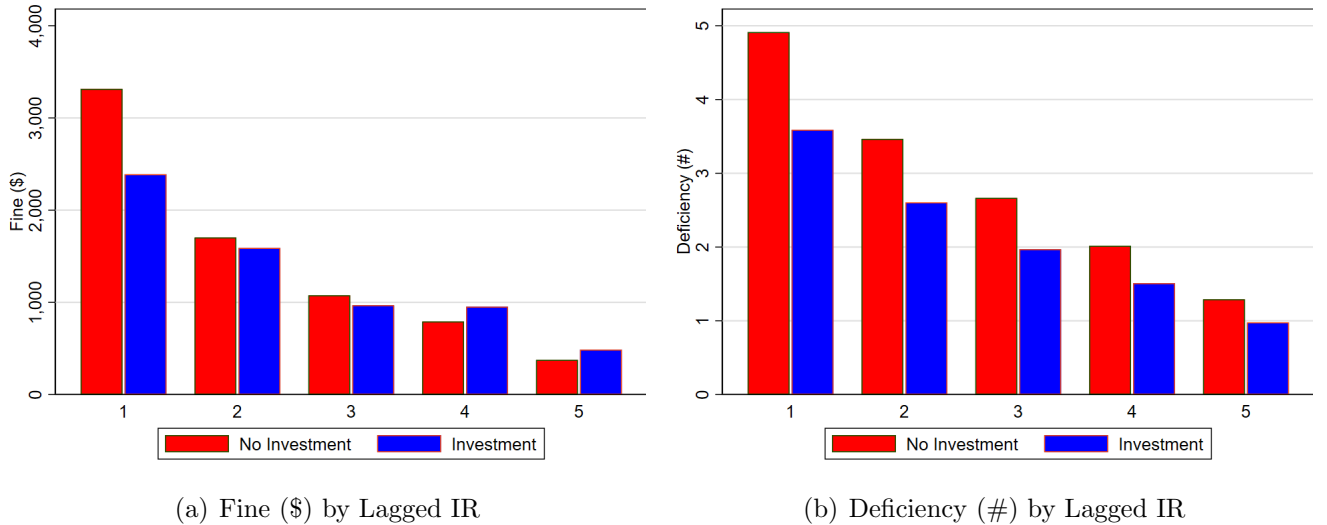 4,000
3,000
2,000
1,000
0
Fine ($)
1 2 3 4 5
No Investment Investment
(a) Fine ($) by Lagged IR
5
4
3
2
1
0
Deficiency (#)
1 2 3 4 5
No Investment Investment
(b) Deficiency (#) by Lagged IR